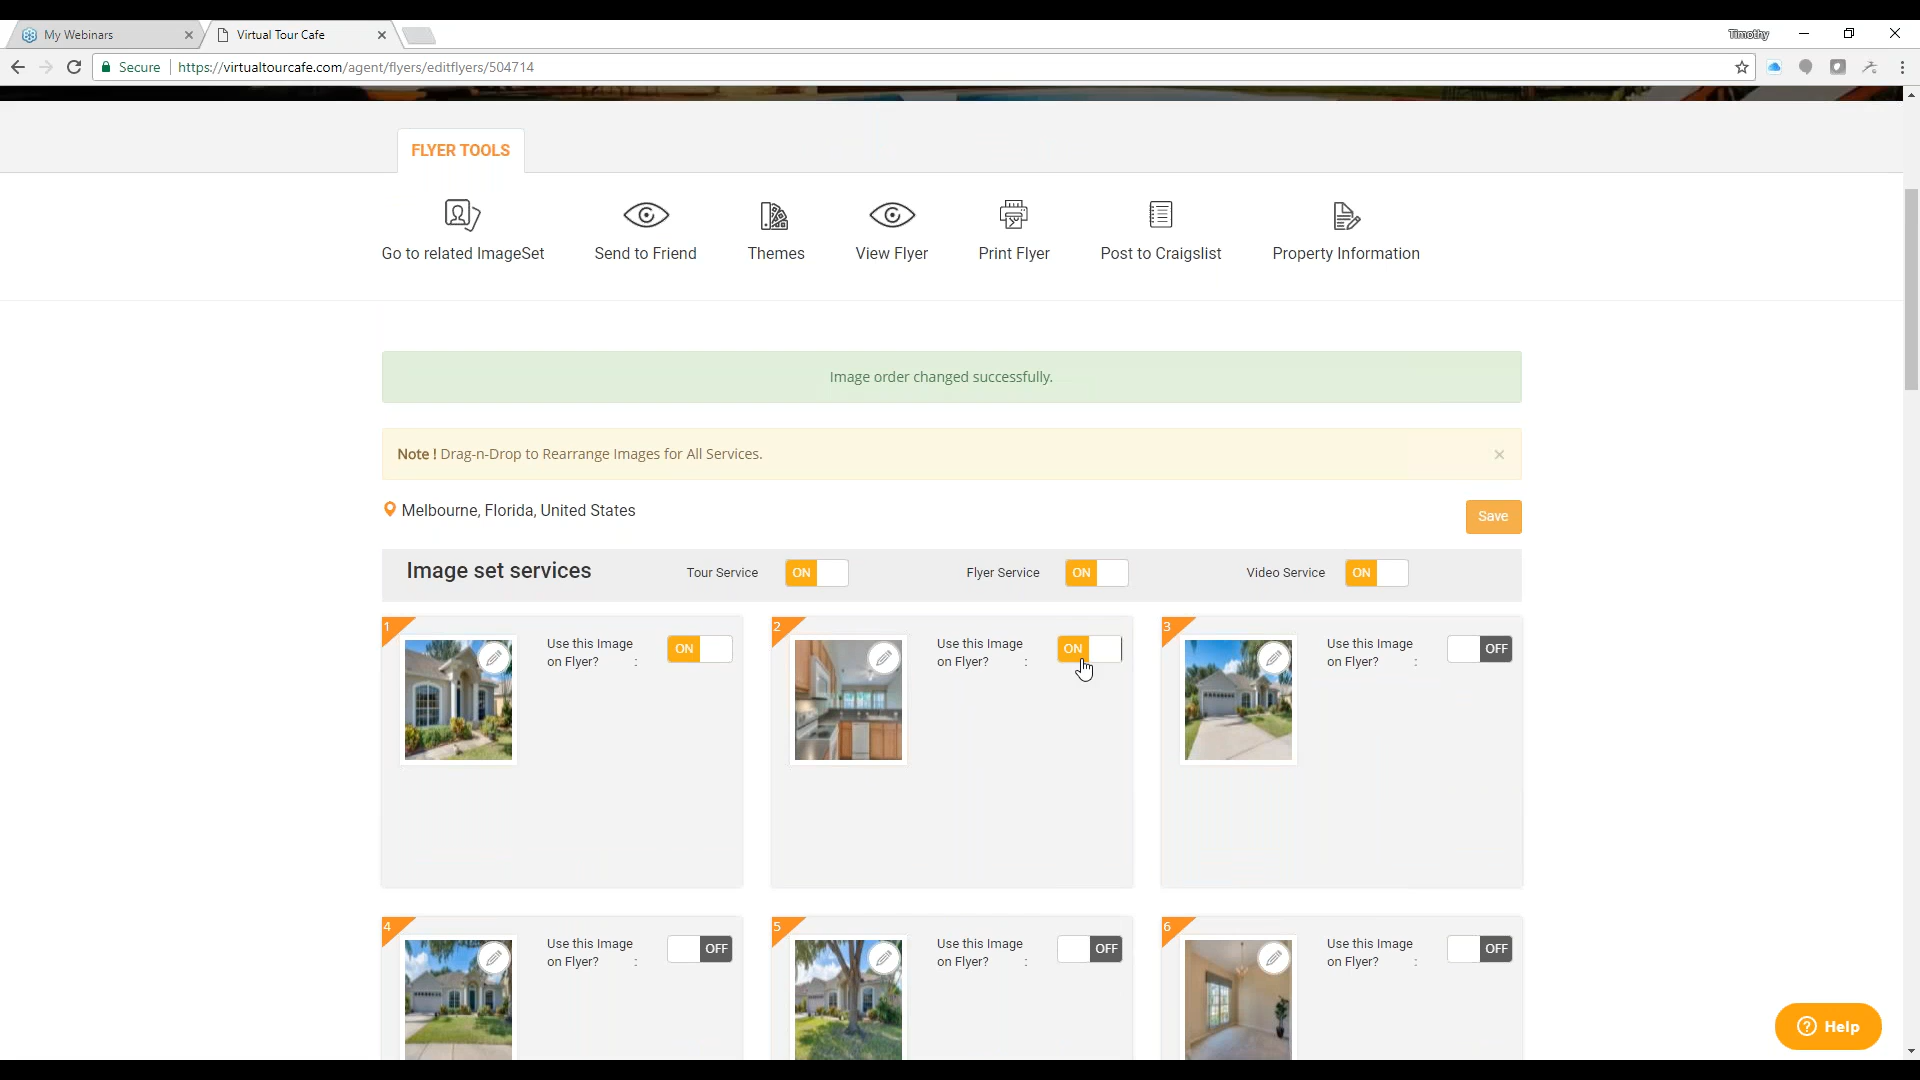 My Webinars
Virtual Tour Cafe
Timothy
Secure
https://virtualtourcafe.com/agent/flyers/editflyers/504714
FLYER TOOLS
Go to related ImageSet
Send to Friend
Themes
View Flyer
Print Flyer
Post to Craigslist
Property Information
Image order changed successfully.
Note ! Drag-n-Drop to Rearrange Images for All Services.
×
Melbourne, Florida, United States
Save
Image set services
Tour Service
ON
Flyer Service
ON
Video Service
ON
1
Use this Image
on Flyer? :
ON
2
Use this Image
on Flyer? :
ON
3
Use this Image
on Flyer? :
OFF
4
Use this Image
on Flyer? :
OFF
5
Use this Image
on Flyer? :
OFF
6
Use this Image
on Flyer? :
OFF
? Help